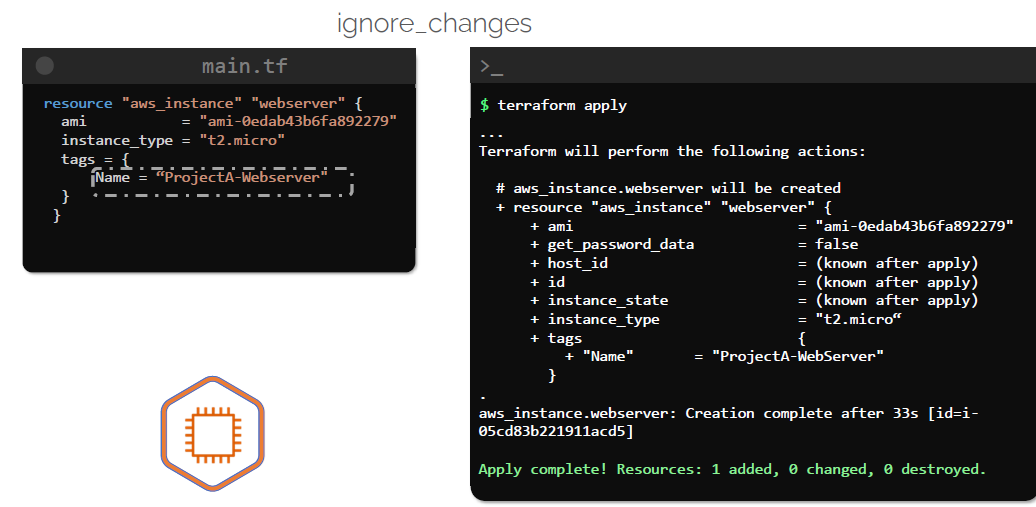 ignore_changes
main.tf
resource "aws_instance" "webserver" {
ami = "ami-0edab43b6fa892279"
instance_type = "t2.micro"
tags = {
Name = “ProjectA-Webserver"
}
}
>_
$ terraform apply
...
Terraform will perform the following actions:
# aws_instance.webserver will be created
+ resource "aws_instance" "webserver" {
+ ami = "ami-0edab43b6fa892279"
+ get_password_data = false
+ host_id = (known after apply)
+ id = (known after apply)
+ instance_state = (known after apply)
+ instance_type = "t2.micro“
+ tags {
+ "Name" = "ProjectA-WebServer"
}
.
aws_instance.webserver: Creation complete after 33s [id=i-
05cd83b221911acd5]
Apply complete! Resources: 1 added, 0 changed, 0 destroyed.